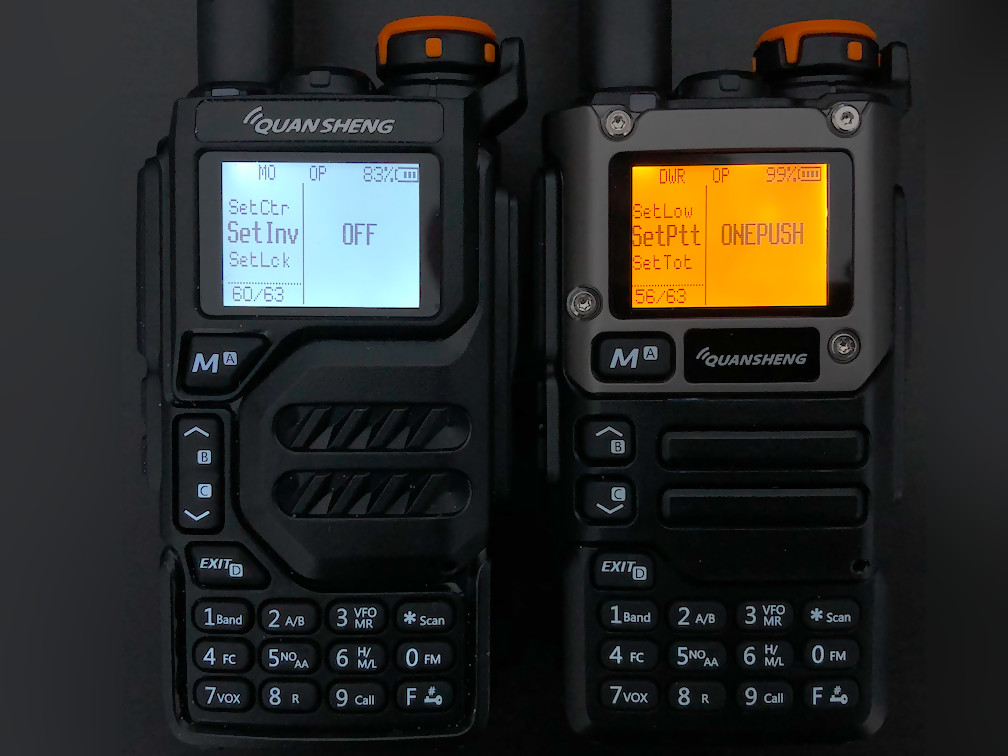 QUANSHENG
MO OP 83%
SetCtr
SetInv
SetLck
60/63
OFF
M A
B
C
EXIT D
1 Band 2 A/B 3 VFO MR * Scan
4 FC 5 NO AA 6 H/ M/L 0 FM
7 VOX 8 R 9 Call F #
DWR OP 99%
SetLow
SetPtt
SetTot
56/63
ONEPUSH
M A
QUANSHENG
B
C
EXIT D
1 Band 2 A/B 3 VFO MR * Scan
4 FC 5 NO AA 6 H/ M/L 0 FM
7 VOX 8 R 9 Call F #